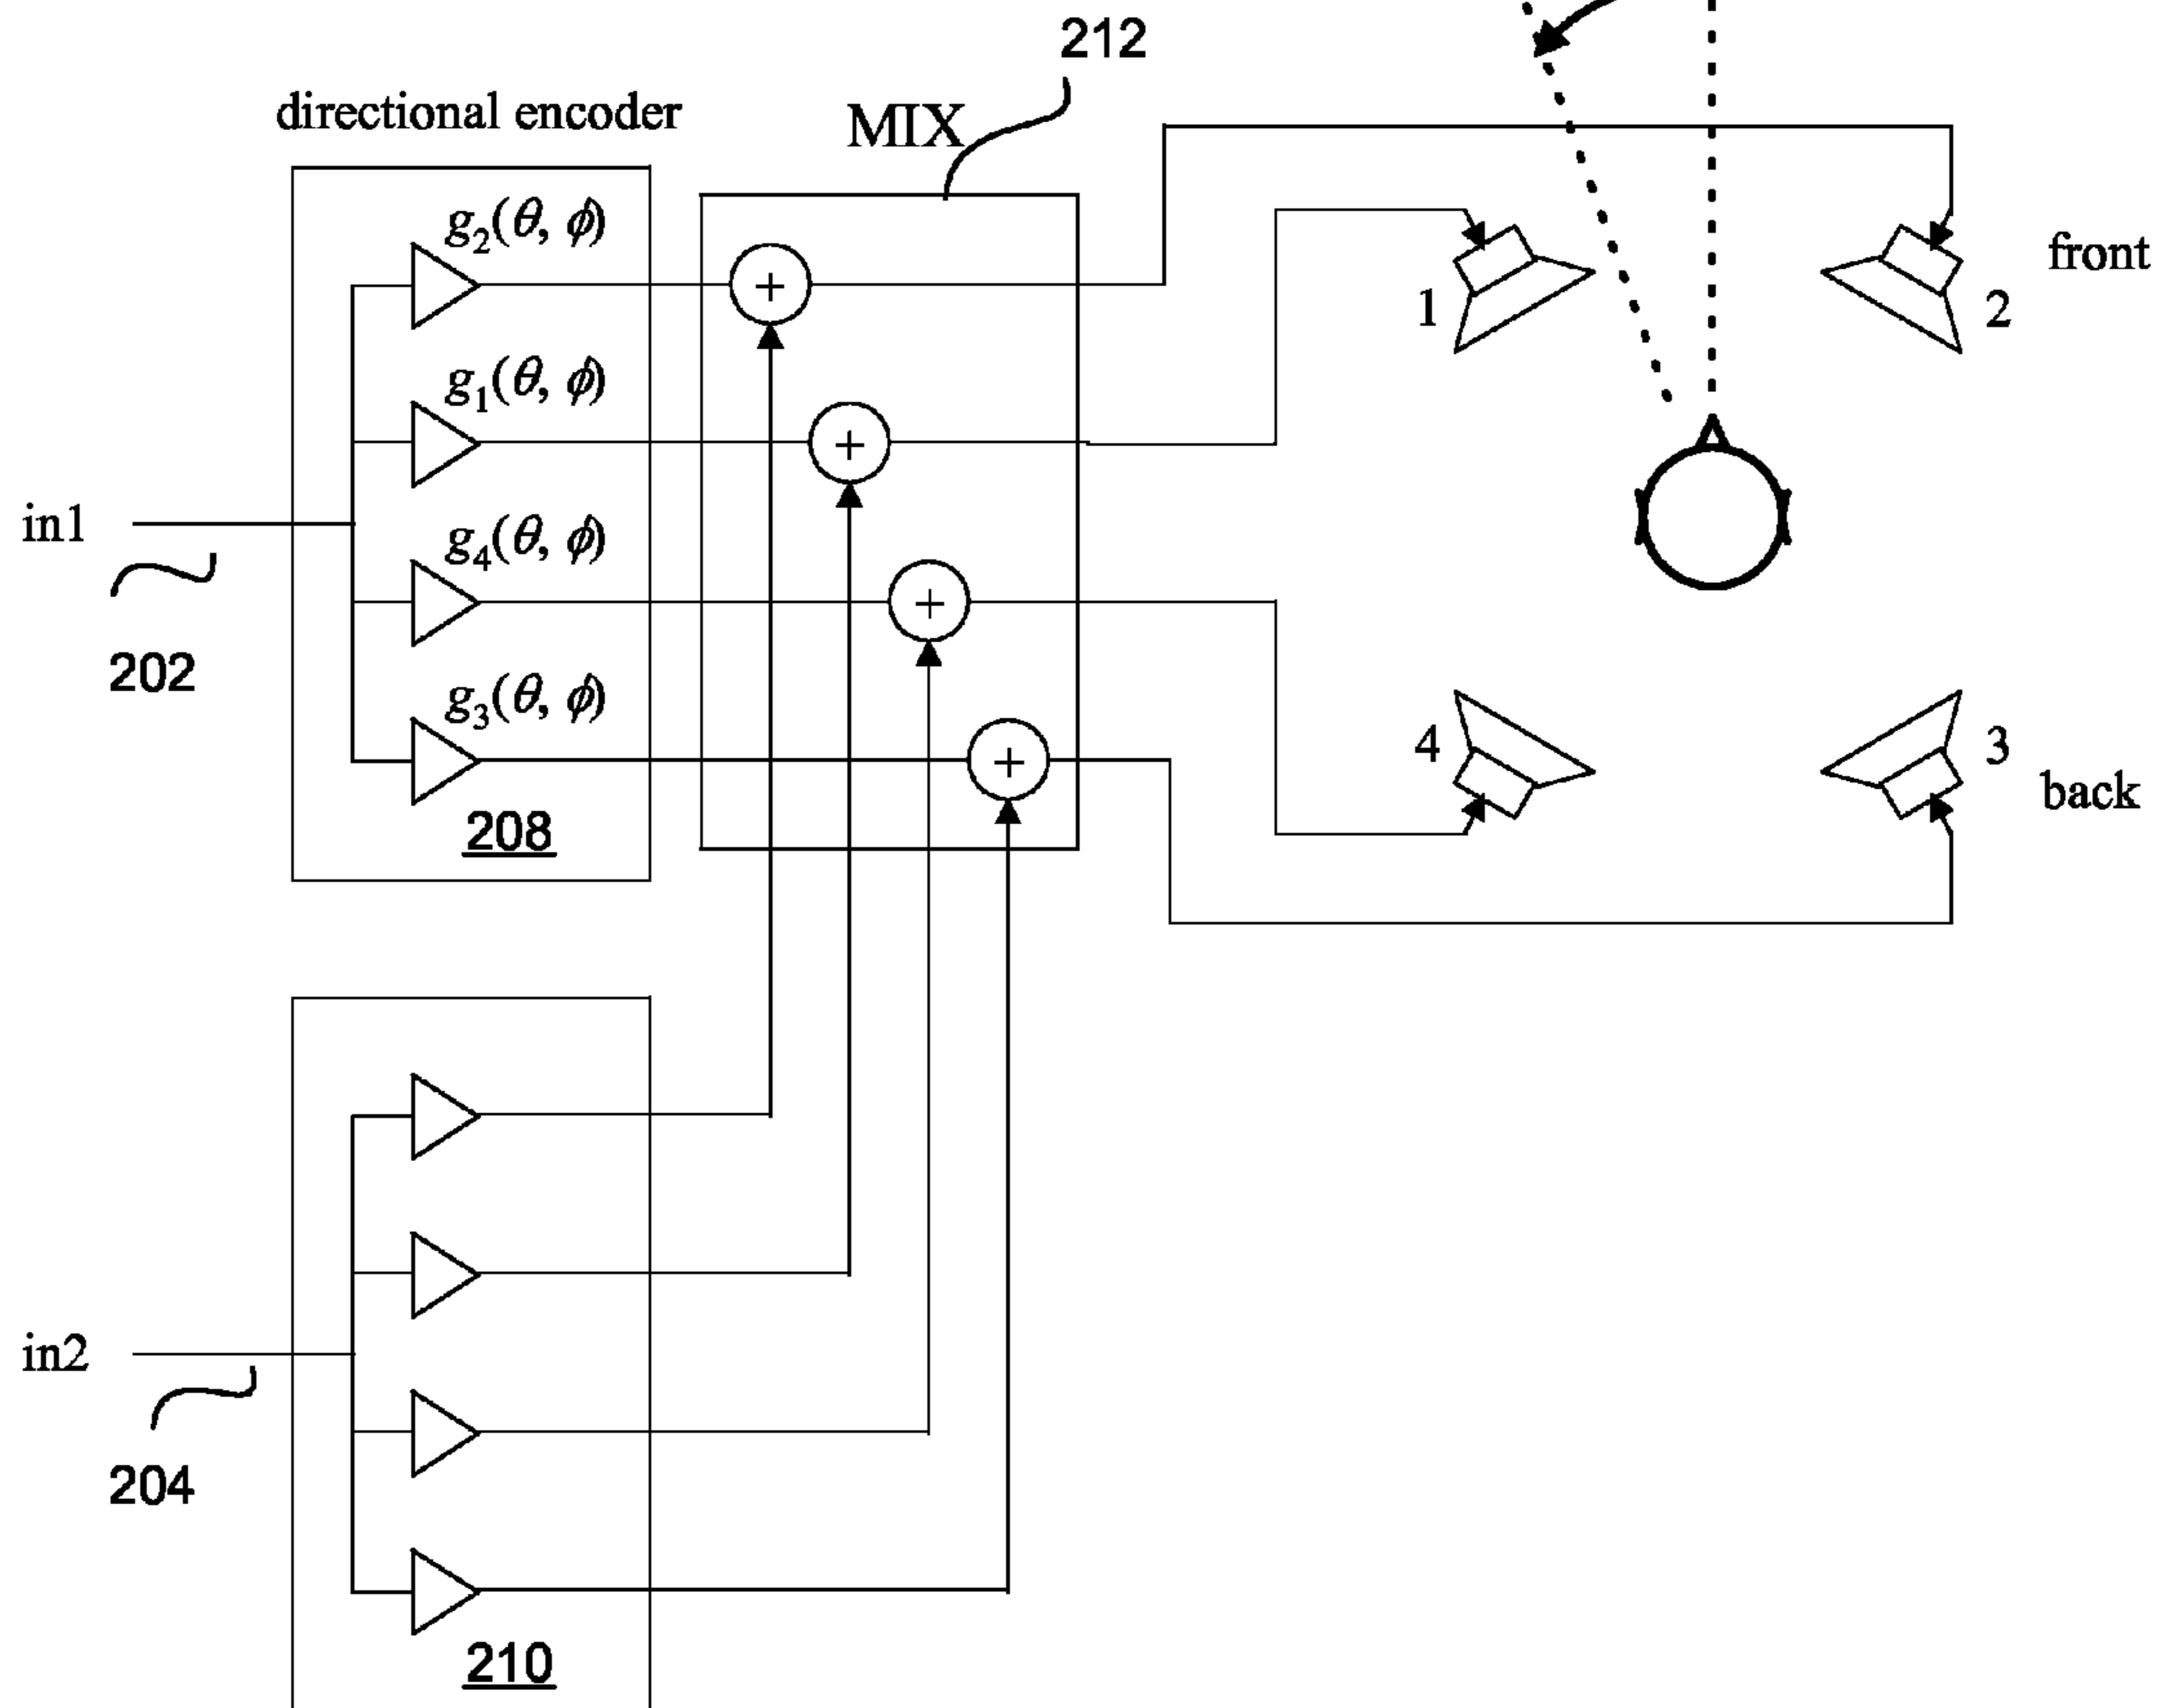 212
directional encoder
MIX
g2(θ, ϕ)
front
1
2
g1(θ, ϕ)
in1
g4(θ, ϕ)
202
g3(θ, ϕ)
4
3
back
208
+
+
+
+
in2
204
210